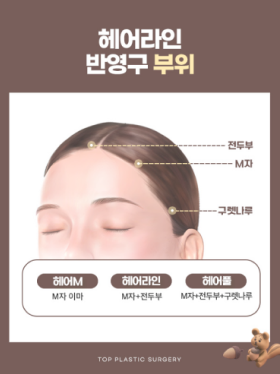 헤어라인
반영구 부위
전두부
M자
구렛나루
헤어M
헤어라인
헤어풀
M자 이마
M자+전두부
M자+전두부+구렛나루
TOP PLASTIC SURGERY